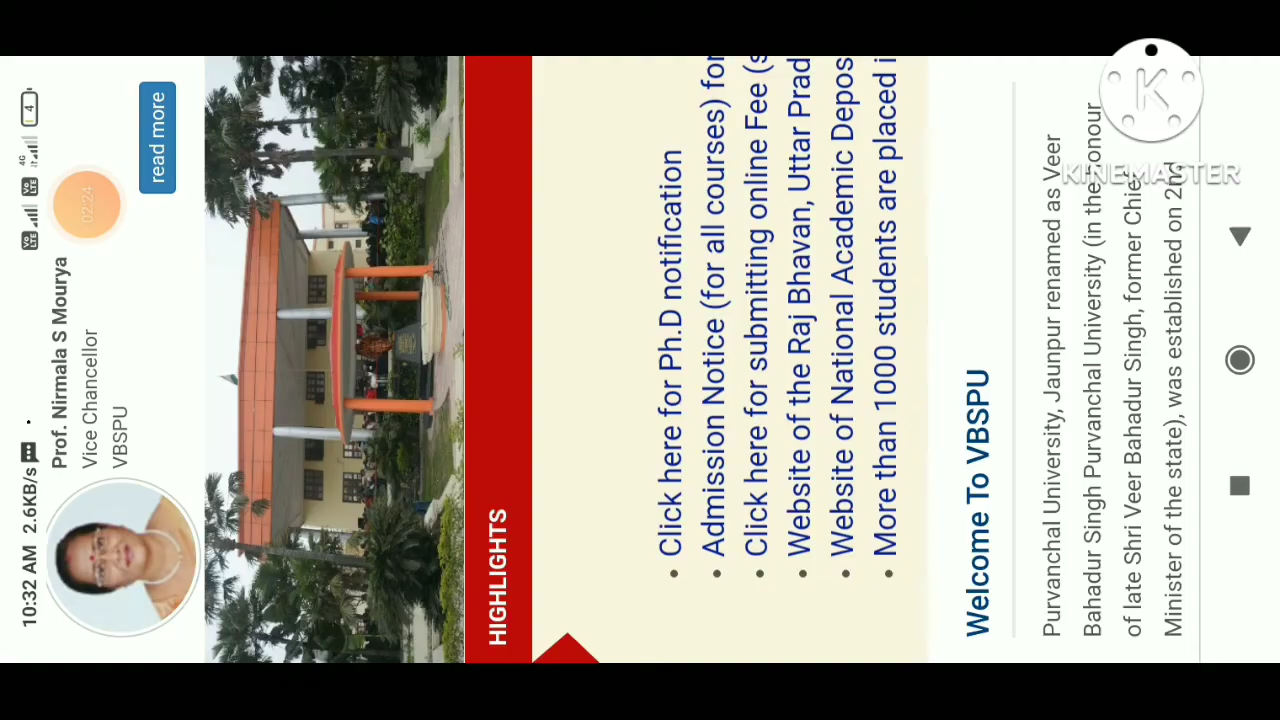 10:32 AM 2.6KB/s
4G
4
02:24
Prof. Nirmala S Mourya
Vice Chancellor
VBSPU
read more
HIGHLIGHTS
Click here for Ph.D notification
Admission Notice (for all courses) for
Click here for submitting online Fee (s
Website of the Raj Bhavan, Uttar Prad
Website of National Academic Depos
More than 1000 students are placed i
Welcome To VBSPU
Purvanchal University, Jaunpur renamed as Veer
Bahadur Singh Purvanchal University (in the honour
of late Shri Veer Bahadur Singh, former Chief
Minister of the state), was established on 2nd
K
KINEMASTER